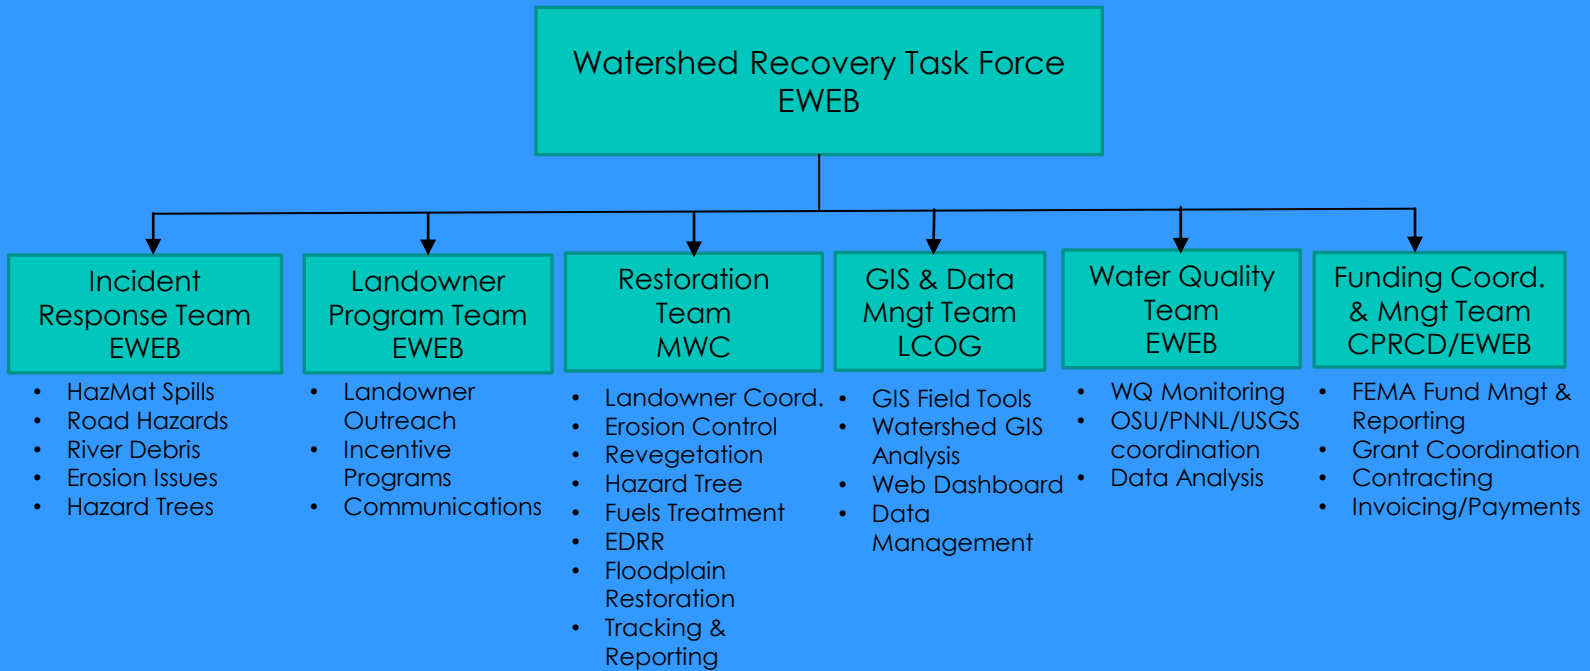 Watershed Recovery Task Force
EWEB
Incident
Response Team
EWEB
• HazMat Spills
• Road Hazards
• River Debris
• Erosion Issues
• Hazard Trees
Landowner
Program Team
EWEB
• Landowner
Outreach
• Incentive
Programs
• Communications
Restoration
Team
MWC
• Landowner Coord.
• Erosion Control
• Revegetation
• Hazard Tree
• Fuels Treatment
• EDRR
• Floodplain
Restoration
• Tracking &
Reporting
GIS & Data
Mngt Team
LCOG
• GIS Field Tools
• Watershed GIS
Analysis
• Web Dashboard
• Data
Management
Water Quality
Team
EWEB
• WQ Monitoring
• OSU/PNNL/USGS
coordination
• Data Analysis
Funding Coord.
& Mngt Team
CPRCD/EWEB
• FEMA Fund Mngt &
Reporting
• Grant Coordination
• Contracting
• Invoicing/Payments